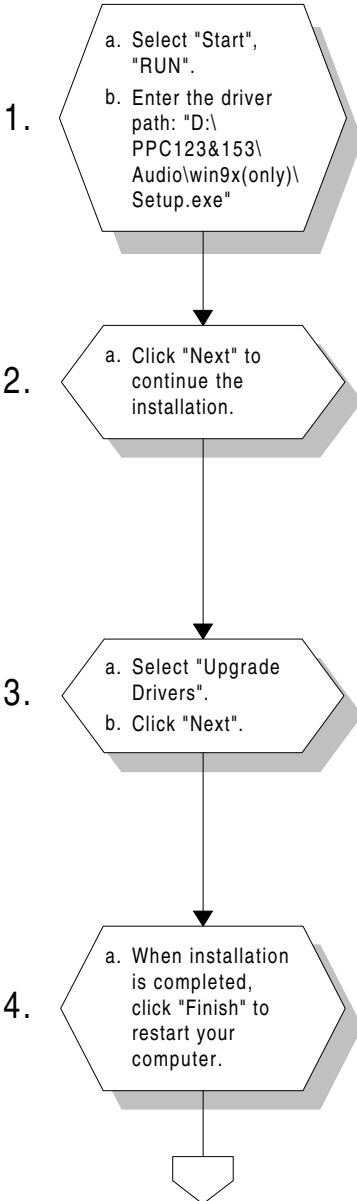 1.
a. Select "Start",
"RUN".
b. Enter the driver
path: "D:\
PPC123&153\
Audio\win9x(only)\
Setup.exe"
2.
a. Click "Next" to
continue the
installation.
3.
a. Select "Upgrade
Drivers".
b. Click "Next".
4.
a. When installation
is completed,
click "Finish" to
restart your
computer.